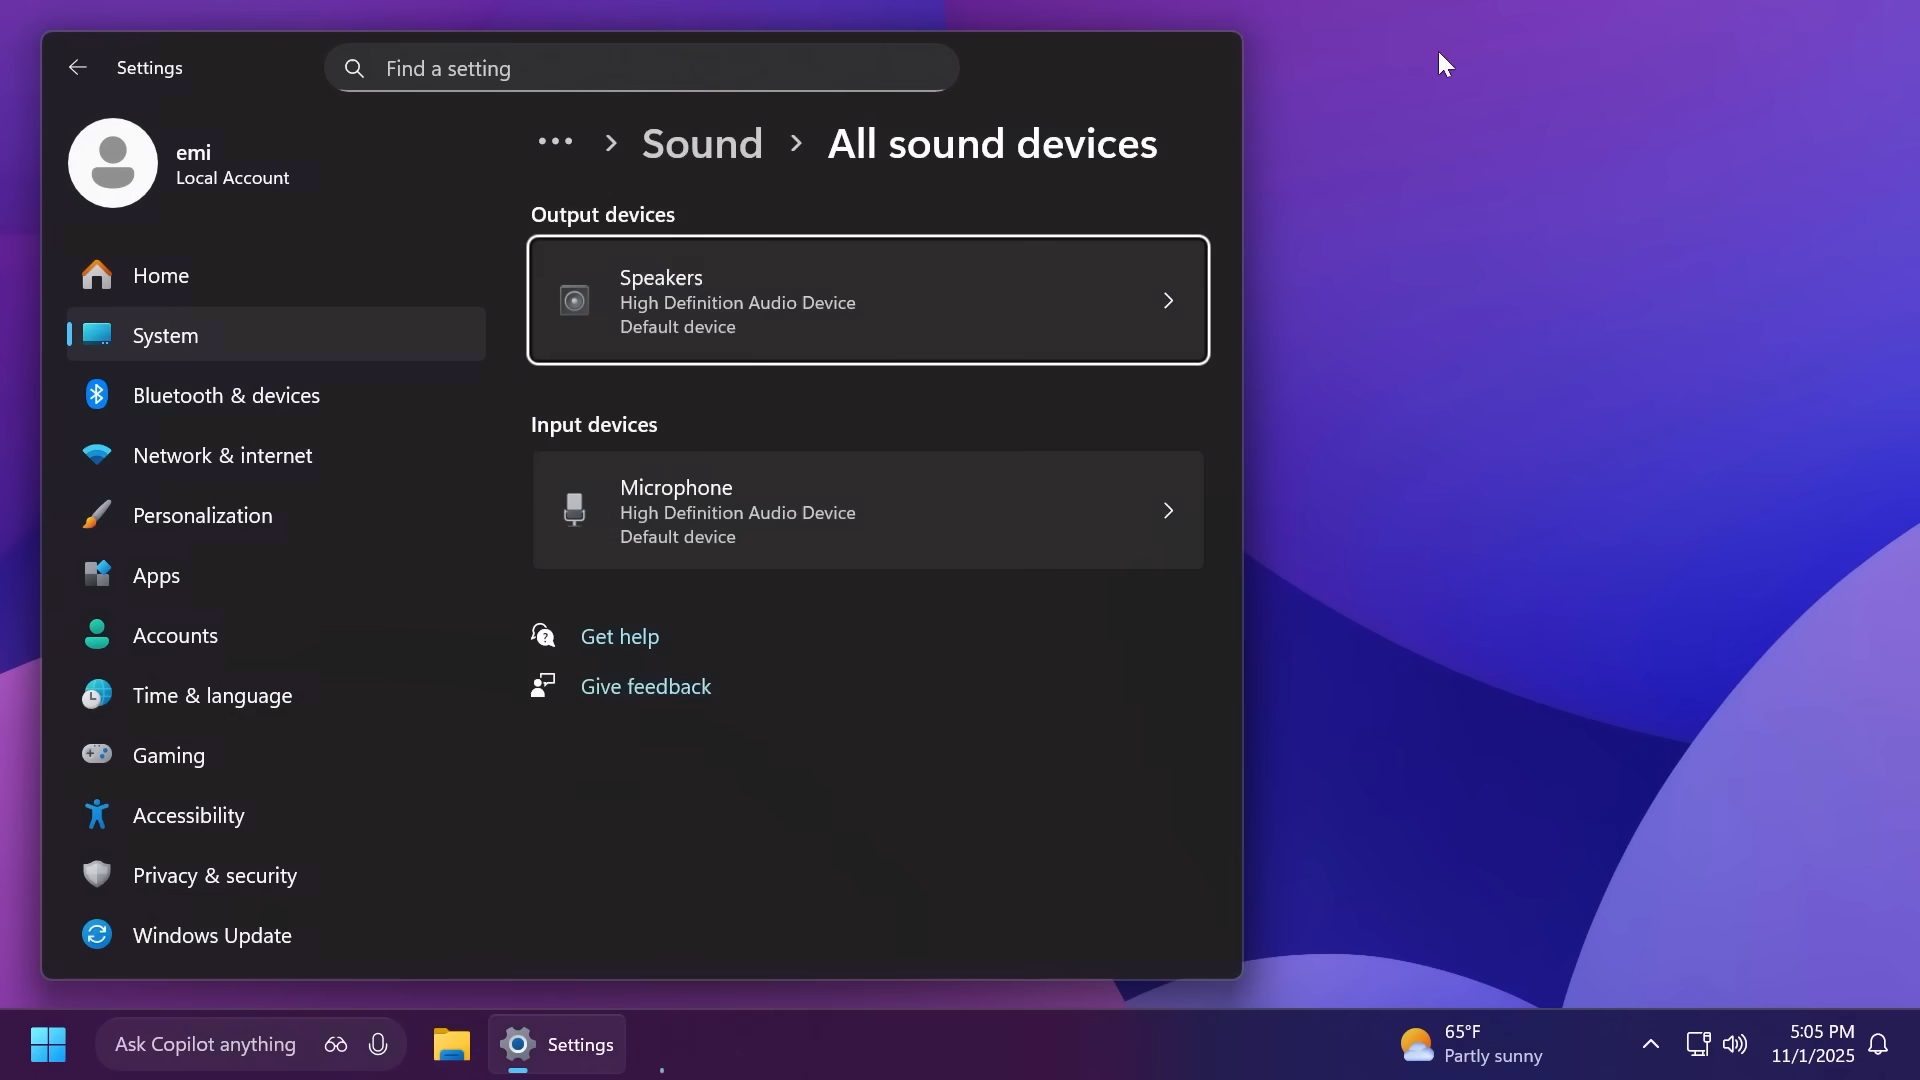 Settings
Find a setting
emi
Local Account
Home
System
Bluetooth & devices
Network & internet
Personalization
Apps
Accounts
Time & language
Gaming
Accessibility
Privacy & security
Windows Update
... > Sound > All sound devices
Output devices
Speakers
High Definition Audio Device
Default device
Input devices
Microphone
High Definition Audio Device
Default device
Get help
Give feedback
Ask Copilot anything
Settings
65°F
Partly sunny
5:05 PM
11/1/2025